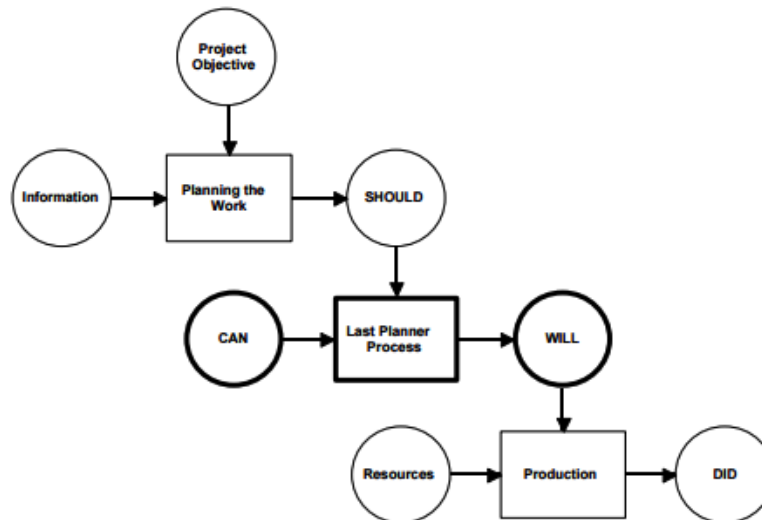 Project
Objective
Information
Planning the
Work
SHOULD
CAN
Last Planner
Process
WILL
Resources
Production
DID